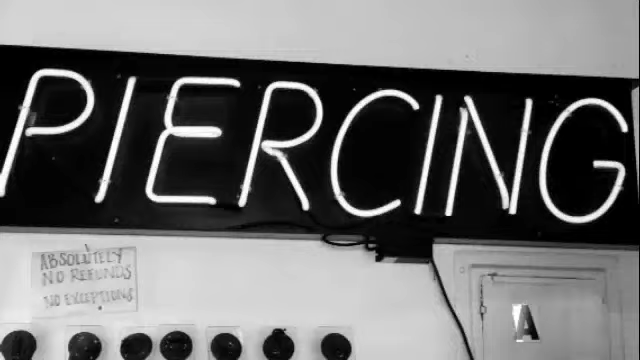 PIERCING
ABSOLUTELY
NO REFUNDS
NO EXCEPTIONS
A